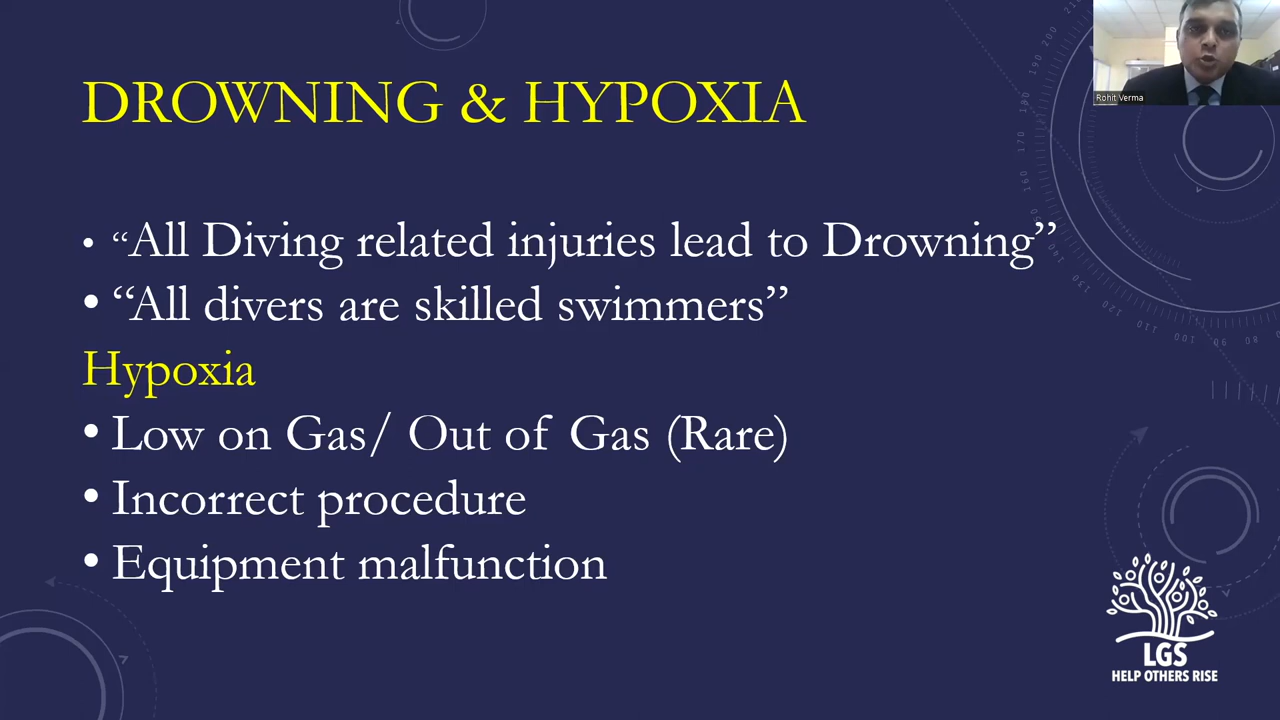 DROWNING & HYPOXIA
Rohit Verma
• “All Diving related injuries lead to Drowning”
• “All divers are skilled swimmers”
Hypoxia
• Low on Gas/ Out of Gas (Rare)
• Incorrect procedure
• Equipment malfunction
LGS
HELP OTHERS RISE